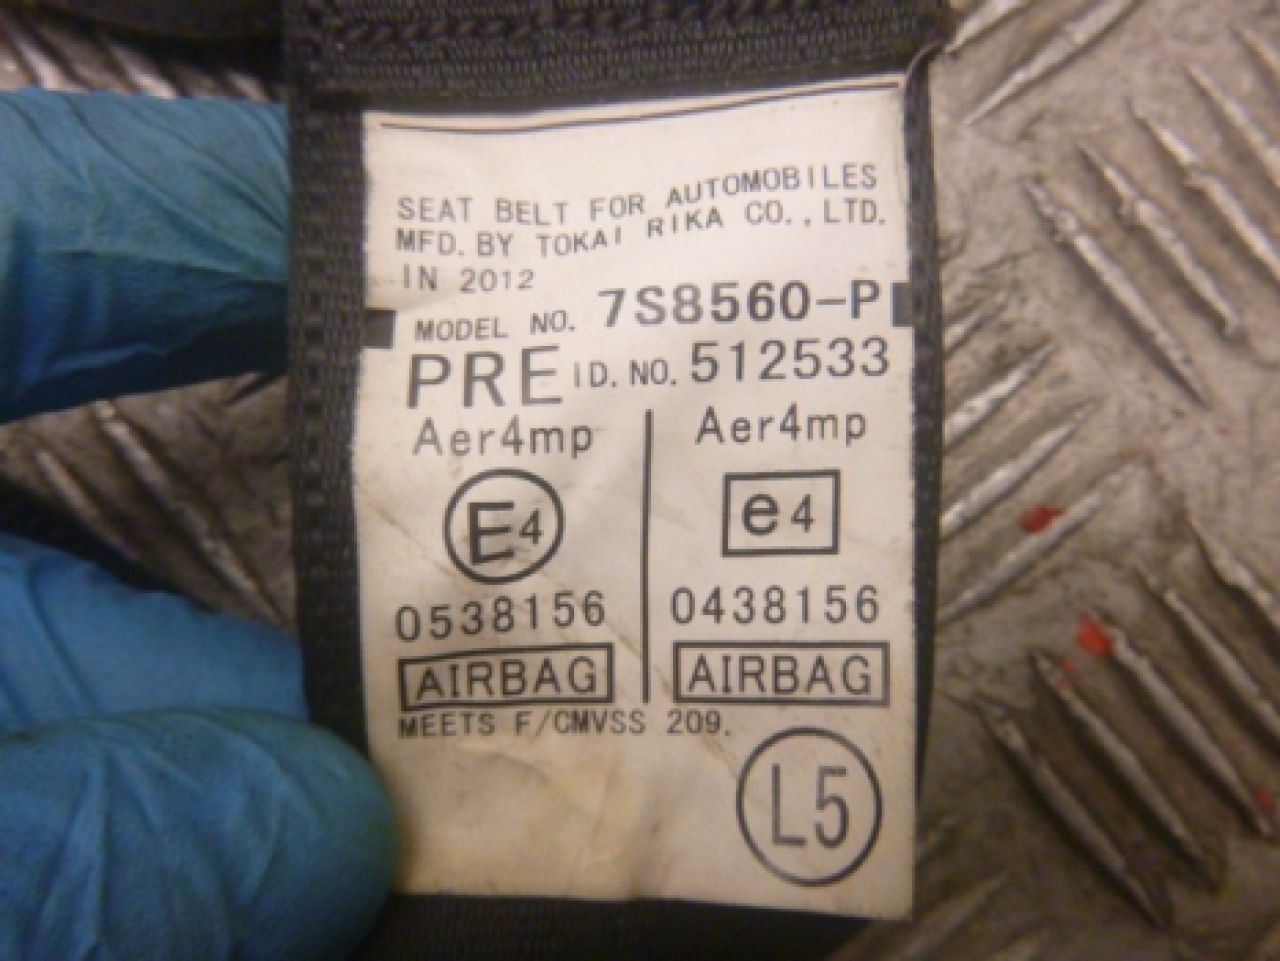 SEAT BELT FOR AUTOMOBILES
MFD. BY TOKAI RIKA CO., LTD.
IN 2012
MODEL NO. 7S8560-P
PRE ID. NO. 512533
Aer4mp Aer4mp
E4 e4
0538156 0438156
AIRBAG AIRBAG
MEETS F/CMVSS 209.
L5